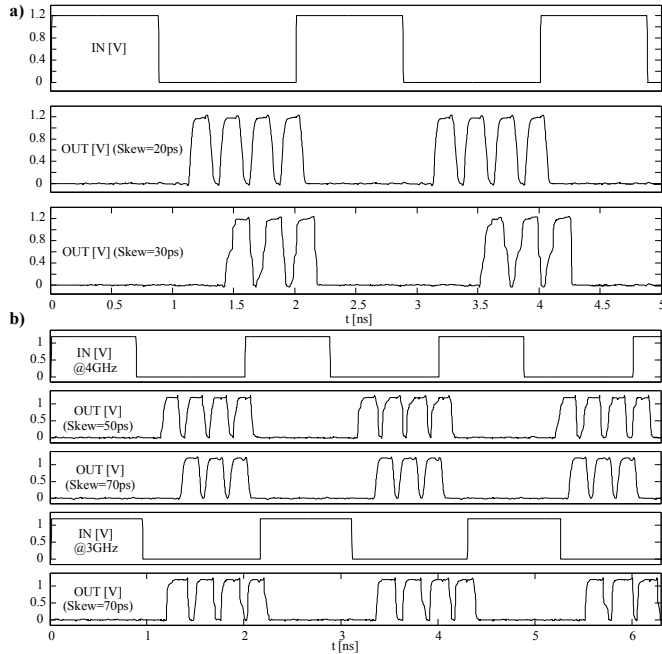 a)
1.2
0.8
0.4
0
IN [V]
1.2
0.8
0.4
0
OUT [V] (Skew=20ps)
1.2
0.8
0.4
0
OUT [V] (Skew=30ps)
0 0.5 1 1.5 2 2.5 3 3.5 4 4.5 5
t [ns]
b)
1
0.5
0
IN [V]
@4GHz
1
0.5
0
OUT [V]
(Skew=50ps)
1
0.5
0
OUT [V]
(Skew=70ps)
1
0.5
0
IN [V]
@3GHz
1
0.5
0
OUT [V]
(Skew=70ps)
0 1 2 3 4 5 6
t [ns]